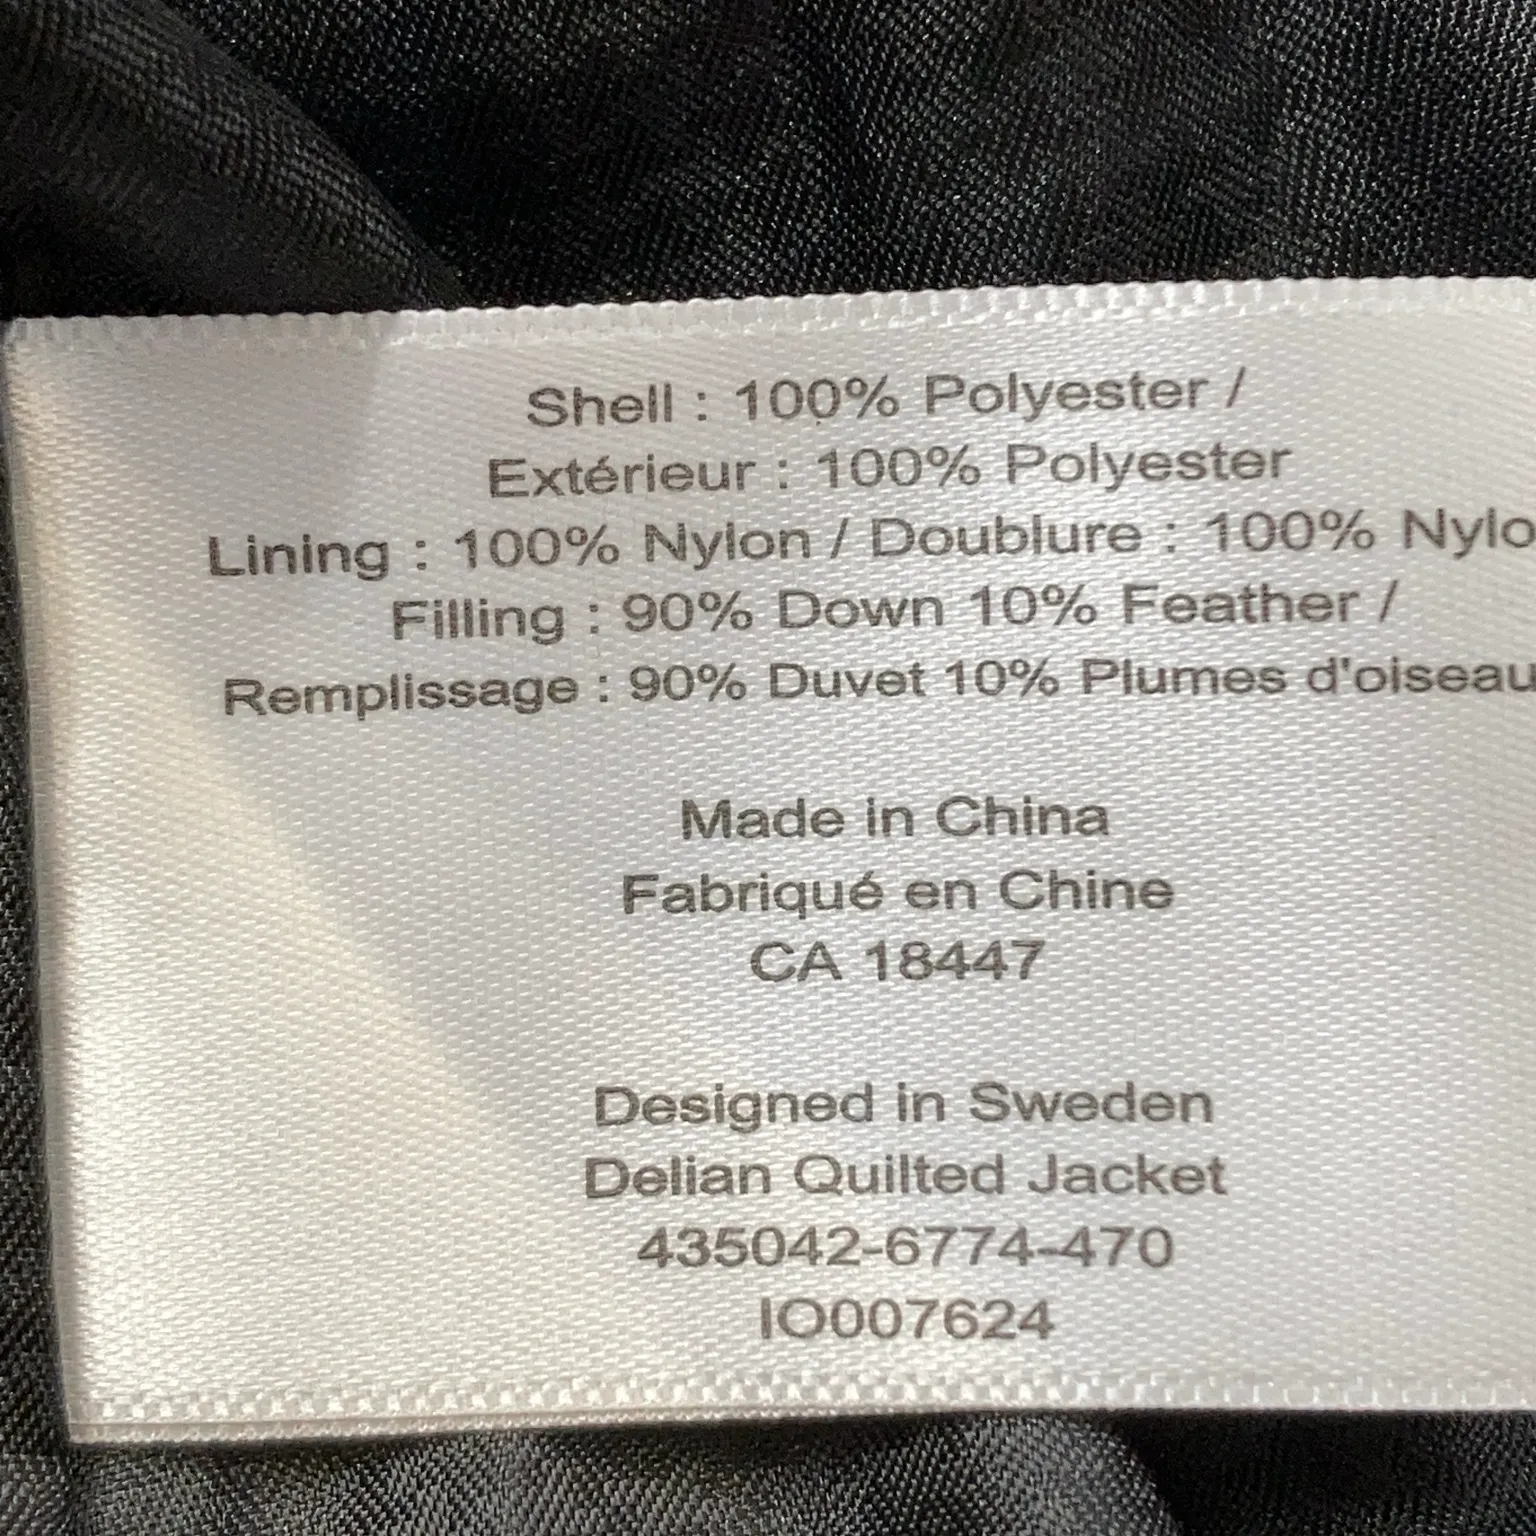 Shell : 100% Polyester /
Extérieur : 100% Polyester
Lining : 100% Nylon / Doublure : 100% Nylo
Filling : 90% Down 10% Feather /
Remplissage : 90% Duvet 10% Plumes d'oiseau
Made in China
Fabriqué en Chine
CA 18447
Designed in Sweden
Delian Quilted Jacket
435042-6774-470
IO007624